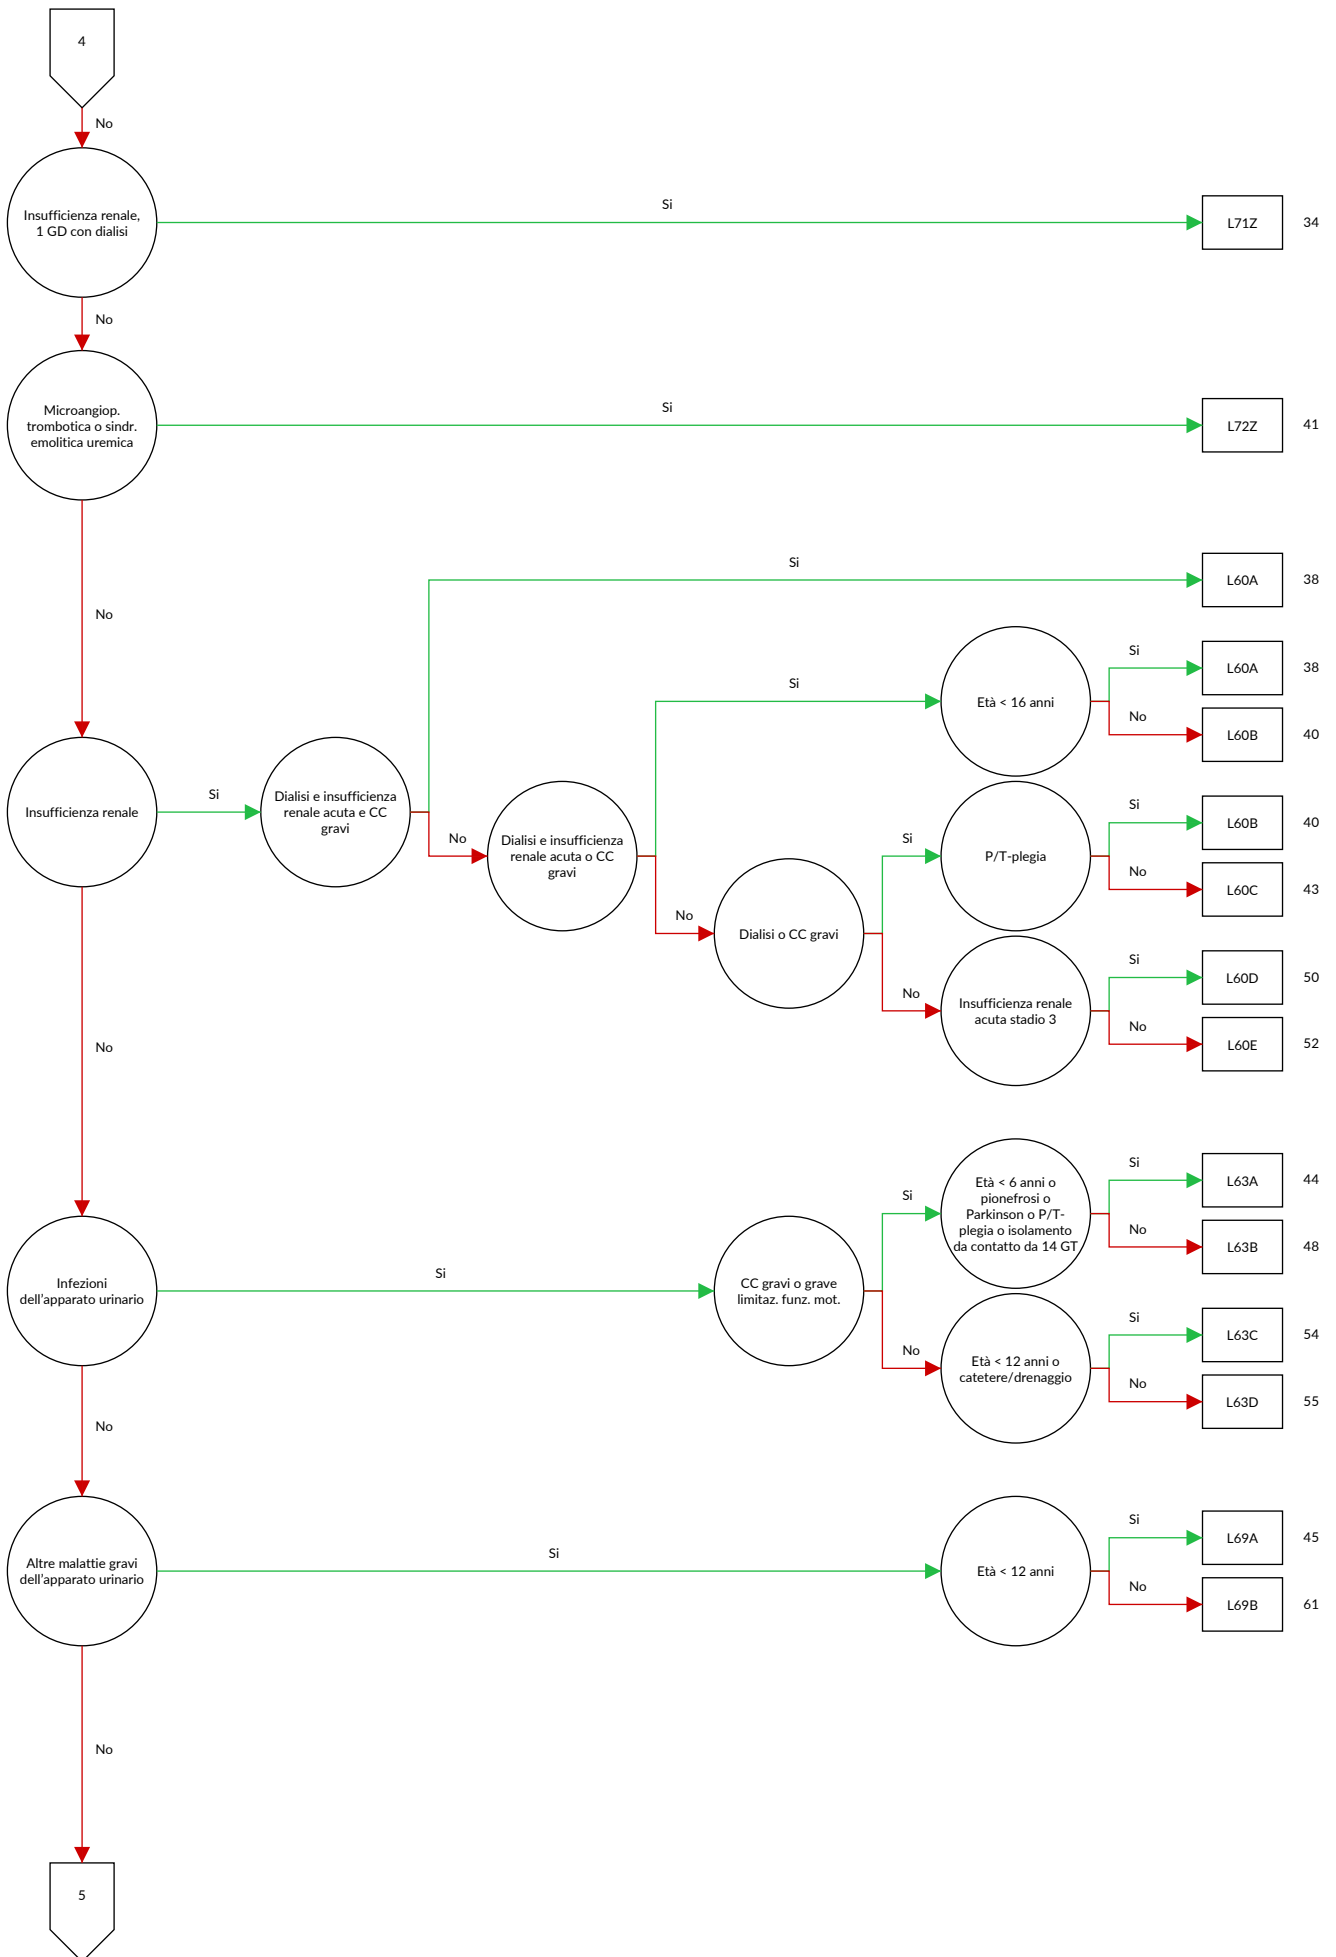 4
No
Insufficienza renale,
1 GD con dialisi
Si
L71Z
34
No
Microangiop.
trombotica o sindr.
emolitica uremica
Si
L72Z
41
No
Si
L60A
38
Si
Età < 16 anni
Si
L60A
38
No
L60B
40
Insufficienza renale
Si
Dialisi e insufficienza
renale acuta e CC
gravi
No
Dialisi e insufficienza
renale acuta o CC
gravi
Si
P/T-plegia
Si
L60B
40
No
L60C
43
No
Dialisi o CC gravi
No
Insufficienza renale
acuta stadio 3
Si
L60D
50
No
L60E
52
No
Infezioni
dell'apparato urinario
Si
CC gravi o grave
limitaz. funz. mot.
Si
Età < 6 anni o
pionefrosi o
Parkinson o P/T-
plegia o isolamento
da contatto da 14 GT
Si
L63A
44
No
L63B
48
No
Età < 12 anni o
catetere/drenaggio
Si
L63C
54
No
L63D
55
No
Altre malattie gravi
dell'apparato urinario
Si
Età < 12 anni
Si
L69A
45
No
L69B
61
No
5